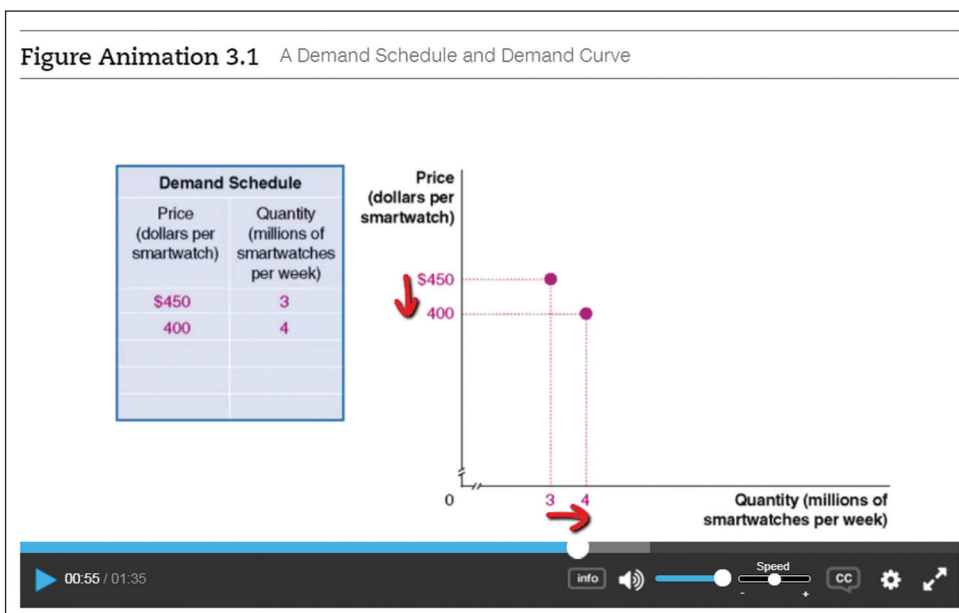 Figure Animation 3.1 A Demand Schedule and Demand Curve
Demand Schedule
Price
(dollars per
smartwatch)
Quantity
(millions of
smartwatches
per week)
$450 3
400 4
Price
(dollars per
smartwatch)
$450
400
0 3 4
Quantity (millions of
smartwatches per week)
00:55 / 01:35
info
Speed
- +
CC